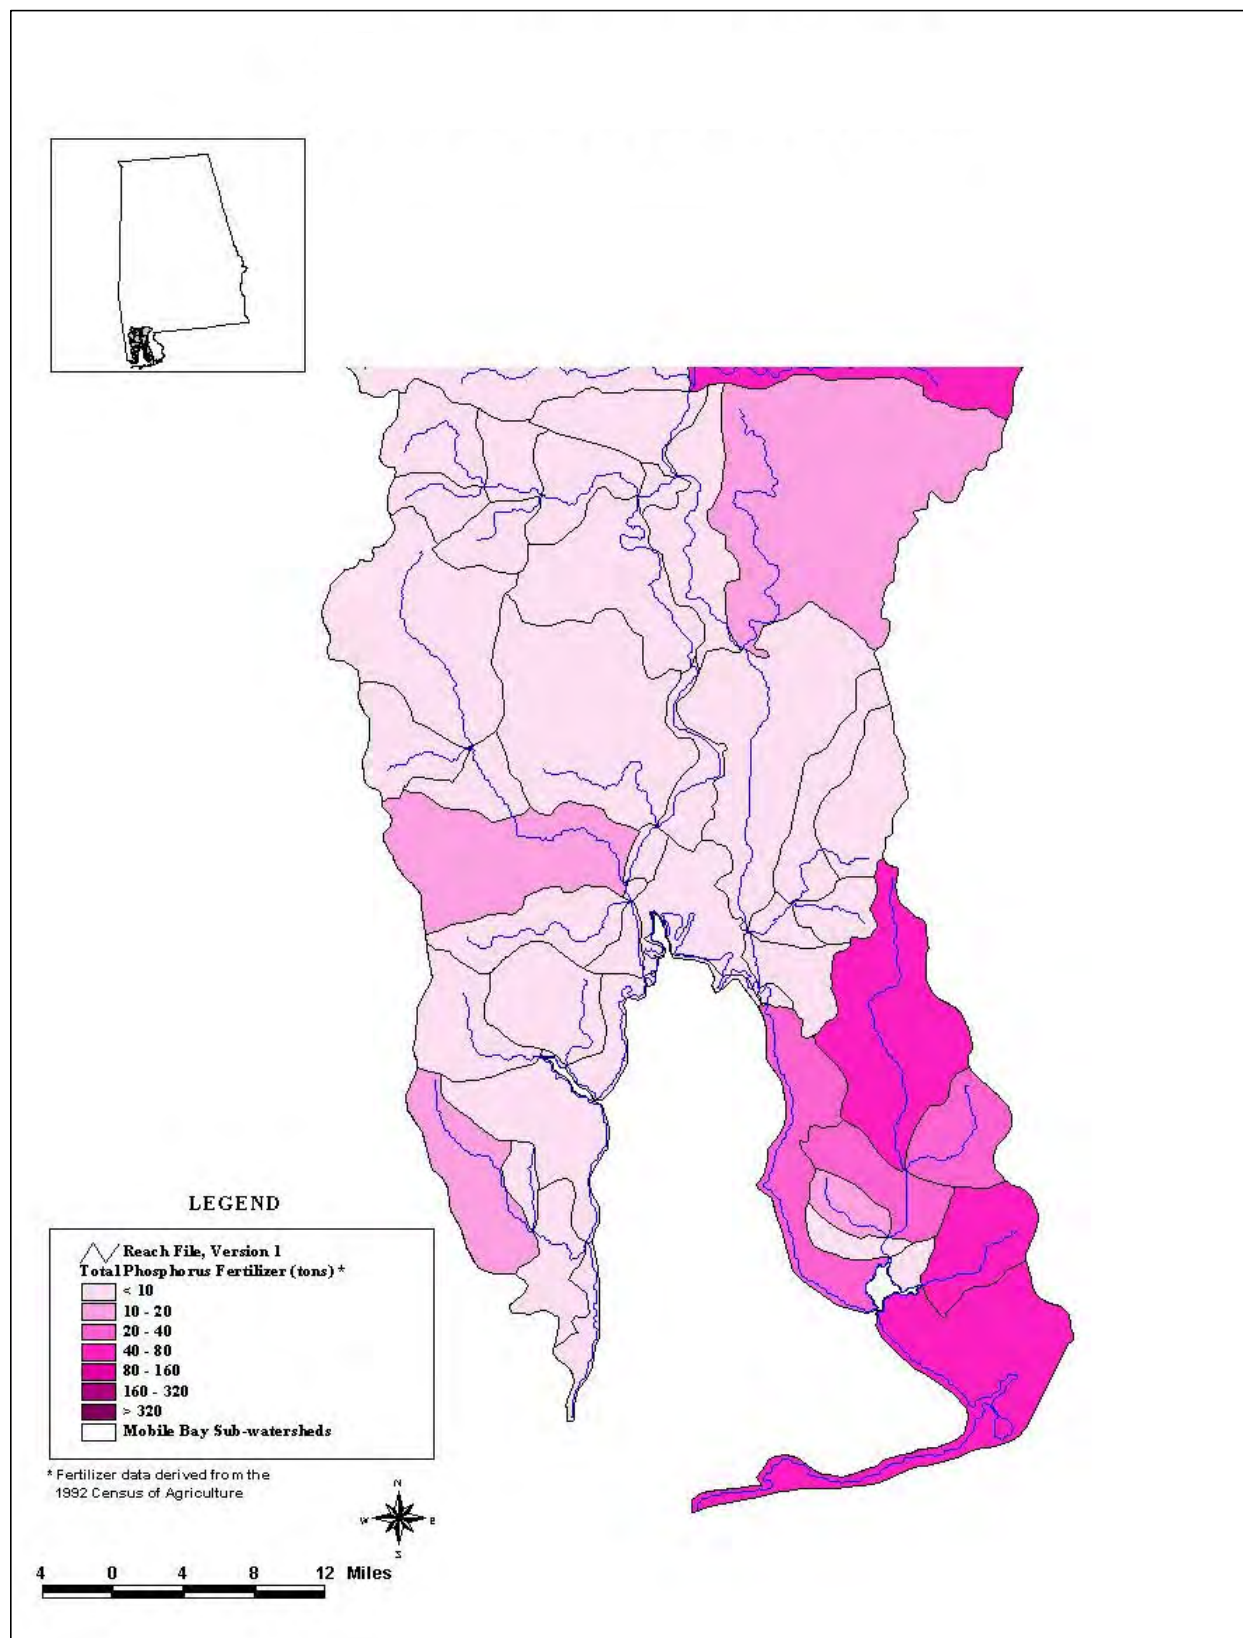 LEGEND
Reach File, Version 1
Total Phosphorus Fertilizer (tons) *
< 10
10 - 20
20 - 40
40 - 80
80 - 160
160 - 320
> 320
Mobile Bay Sub-watersheds
* Fertilizer data derived from the
1992 Census of Agriculture
N
W E
S
4 0 4 8 12 Miles